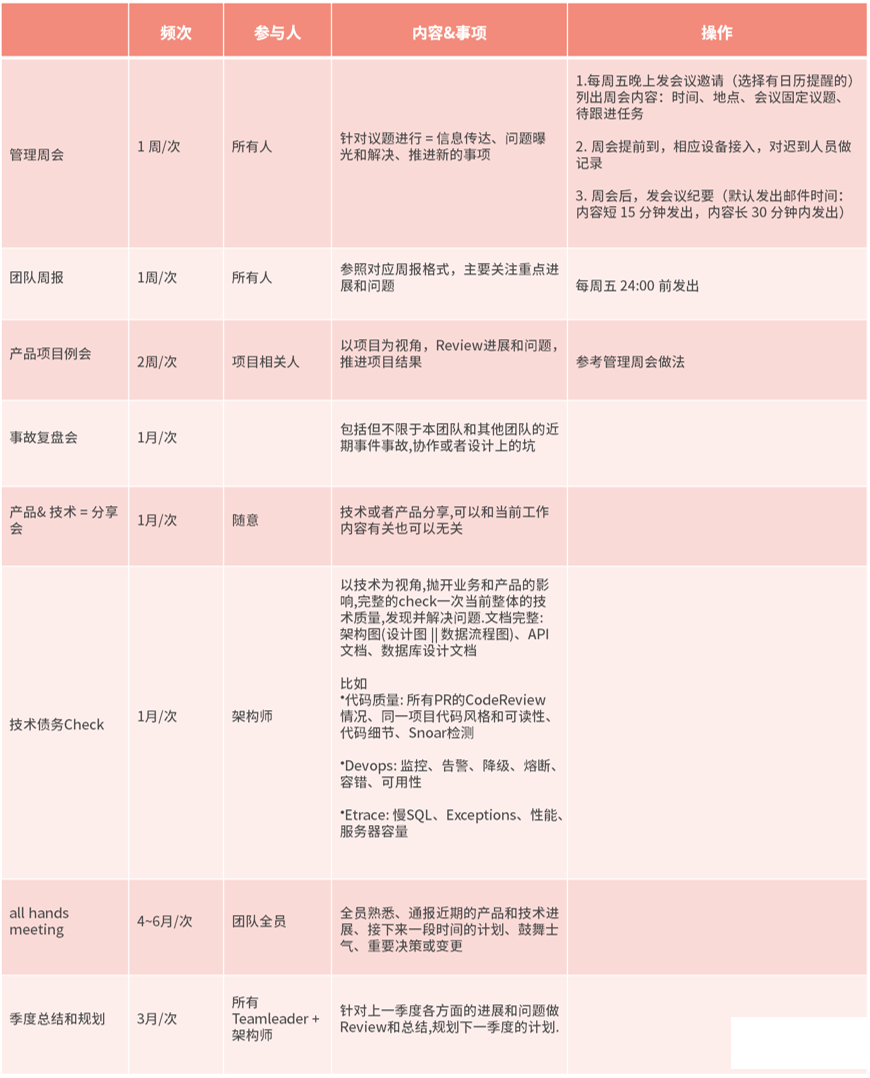 频次
参与人
内容&事项
操作
管理周会
1 周/次
所有人
针对议题进行 = 信息传达、问题曝
光和解决、推进新的事项
1.每周五晚上发会议邀请（选择有日历提醒的）
列出周会内容：时间、地点、会议固定议题、
待跟进任务
2. 周会提前到，相应设备接入，对迟到人员做
记录
3. 周会后，发会议纪要（默认发出邮件时间：
内容短 15 分钟发出，内容长 30 分钟内发出）
团队周报
1周/次
所有人
参照对应周报格式，主要关注重点进
展和问题
每周五 24:00 前发出
产品项目例会
2周/次
项目相关人
以项目为视角，Review进展和问题，
推进项目结果
参考管理周会做法
事故复盘会
1月/次
包括但不限于本团队和其他团队的近
期事件事故,协作或者设计上的坑
产品& 技术 = 分享
会
1月/次
随意
技术或者产品分享,可以和当前工作
内容有关也可以无关
技术债务Check
1月/次
架构师
以技术为视角,抛开业务和产品的影
响,完整的check一次当前整体的技
术质量,发现并解决问题.文档完整:
架构图(设计图 || 数据流程图)、API
文档、数据库设计文档
比如
•代码质量: 所有PR的CodeReview
情况、同一项目代码风格和可读性、
代码细节、Snoar检测
•Devops: 监控、告警、降级、熔断、
容错、可用性
•Etrace: 慢SQL、Exceptions、性能、
服务器容量
all hands
meeting
4~6月/次
团队全员
全员熟悉、通报近期的产品和技术进
展、接下来一段时间的计划、鼓舞士
气、重要决策或变更
季度总结和规划
3月/次
所有
Teamleader +
架构师
针对上一季度各方面的进展和问题做
Review和总结,规划下一季度的计划.